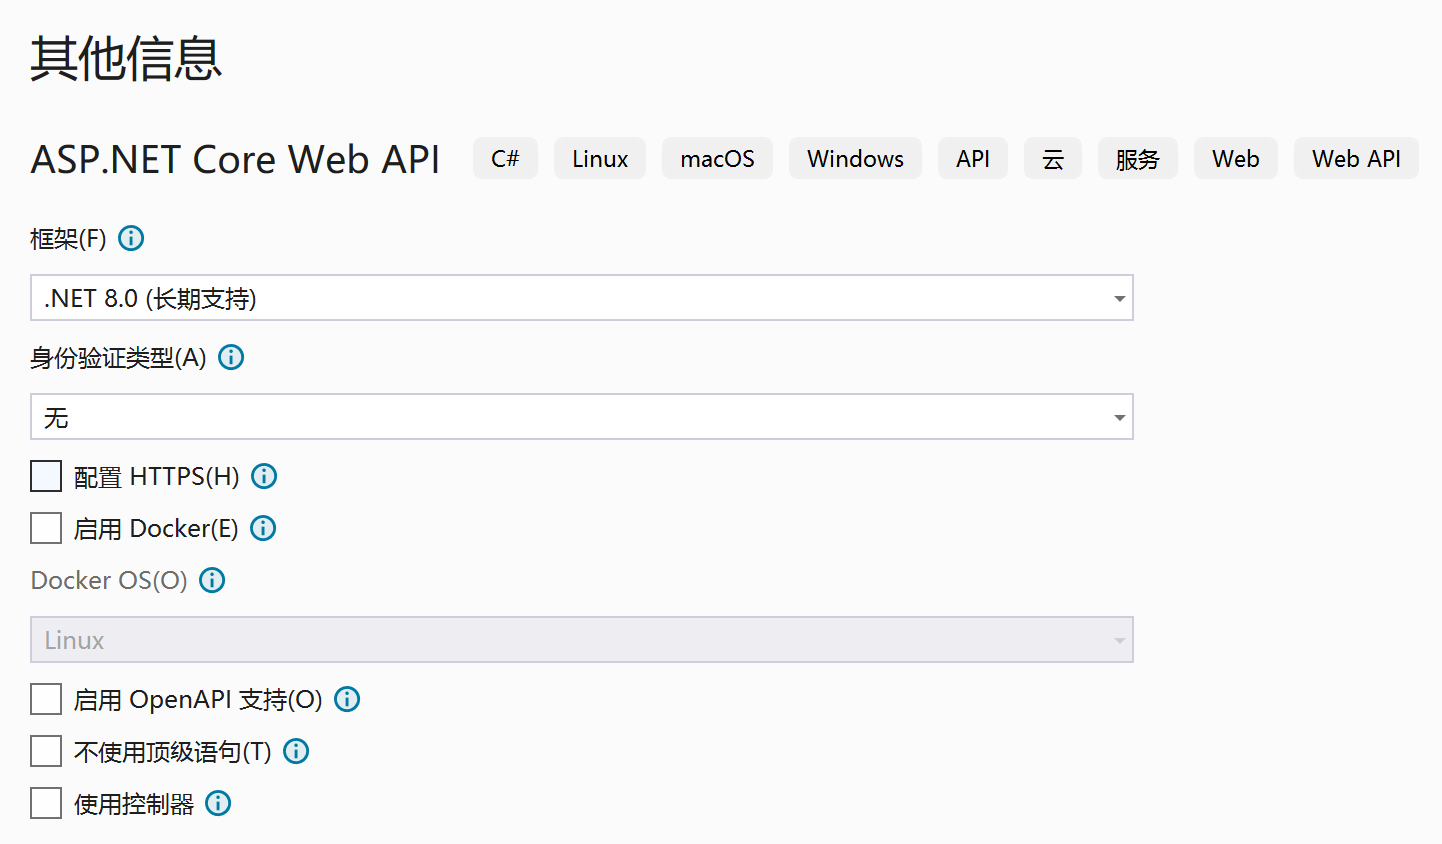 其他信息
ASP.NET Core Web API C# Linux macOS Windows API 云 服务 Web Web API
框架(F)
.NET 8.0 (长期支持)
身份验证类型(A)
无
配置 HTTPS(H)
启用 Docker(E)
Docker OS(O)
Linux
启用 OpenAPI 支持(O)
不使用顶级语句(T)
使用控制器